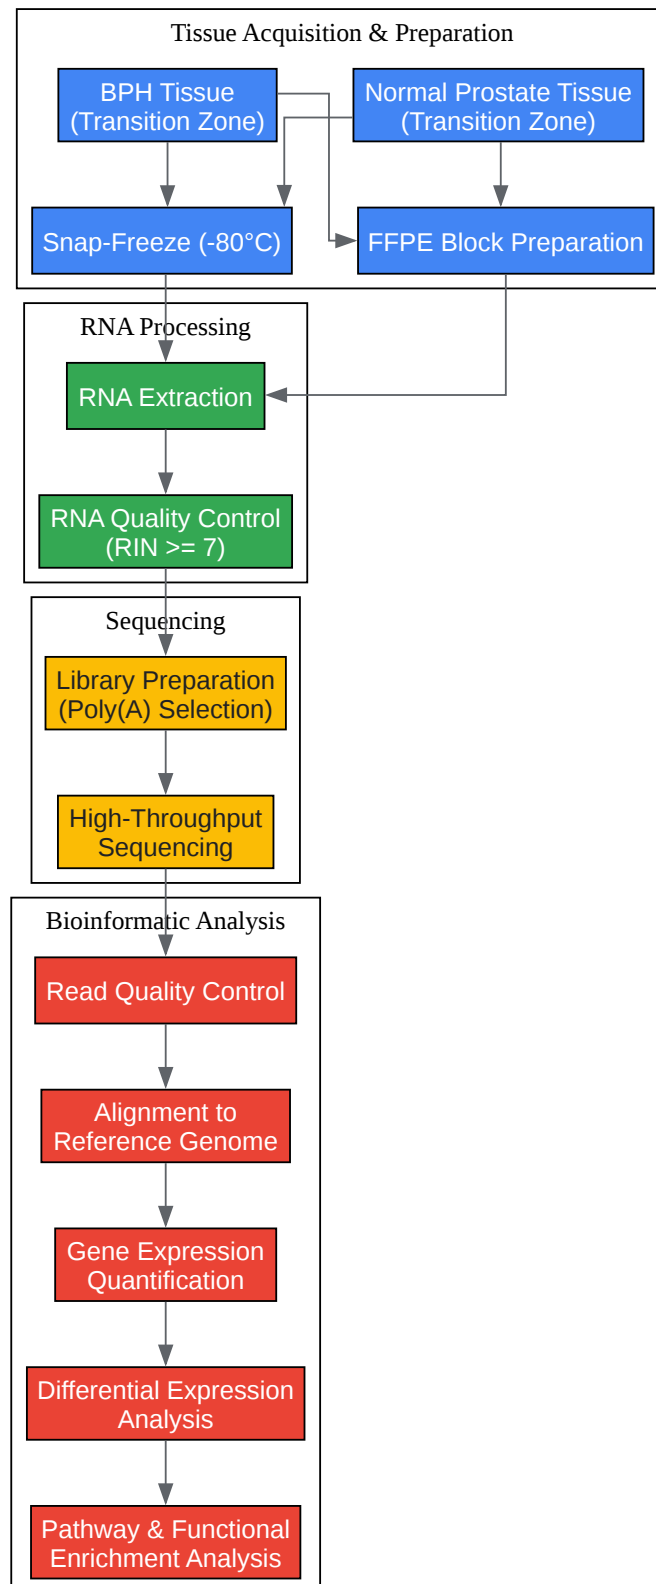 Tissue Acquisition & Preparation
BPH Tissue
(Transition Zone)
Normal Prostate Tissue
(Transition Zone)
Snap-Freeze (-80°C)
FFPE Block Preparation
RNA Processing
RNA Extraction
RNA Quality Control
(RIN >= 7)
Sequencing
Library Preparation
(Poly(A) Selection)
High-Throughput
Sequencing
Bioinformatic Analysis
Read Quality Control
Alignment to
Reference Genome
Gene Expression
Quantification
Differential Expression
Analysis
Pathway & Functional
Enrichment Analysis